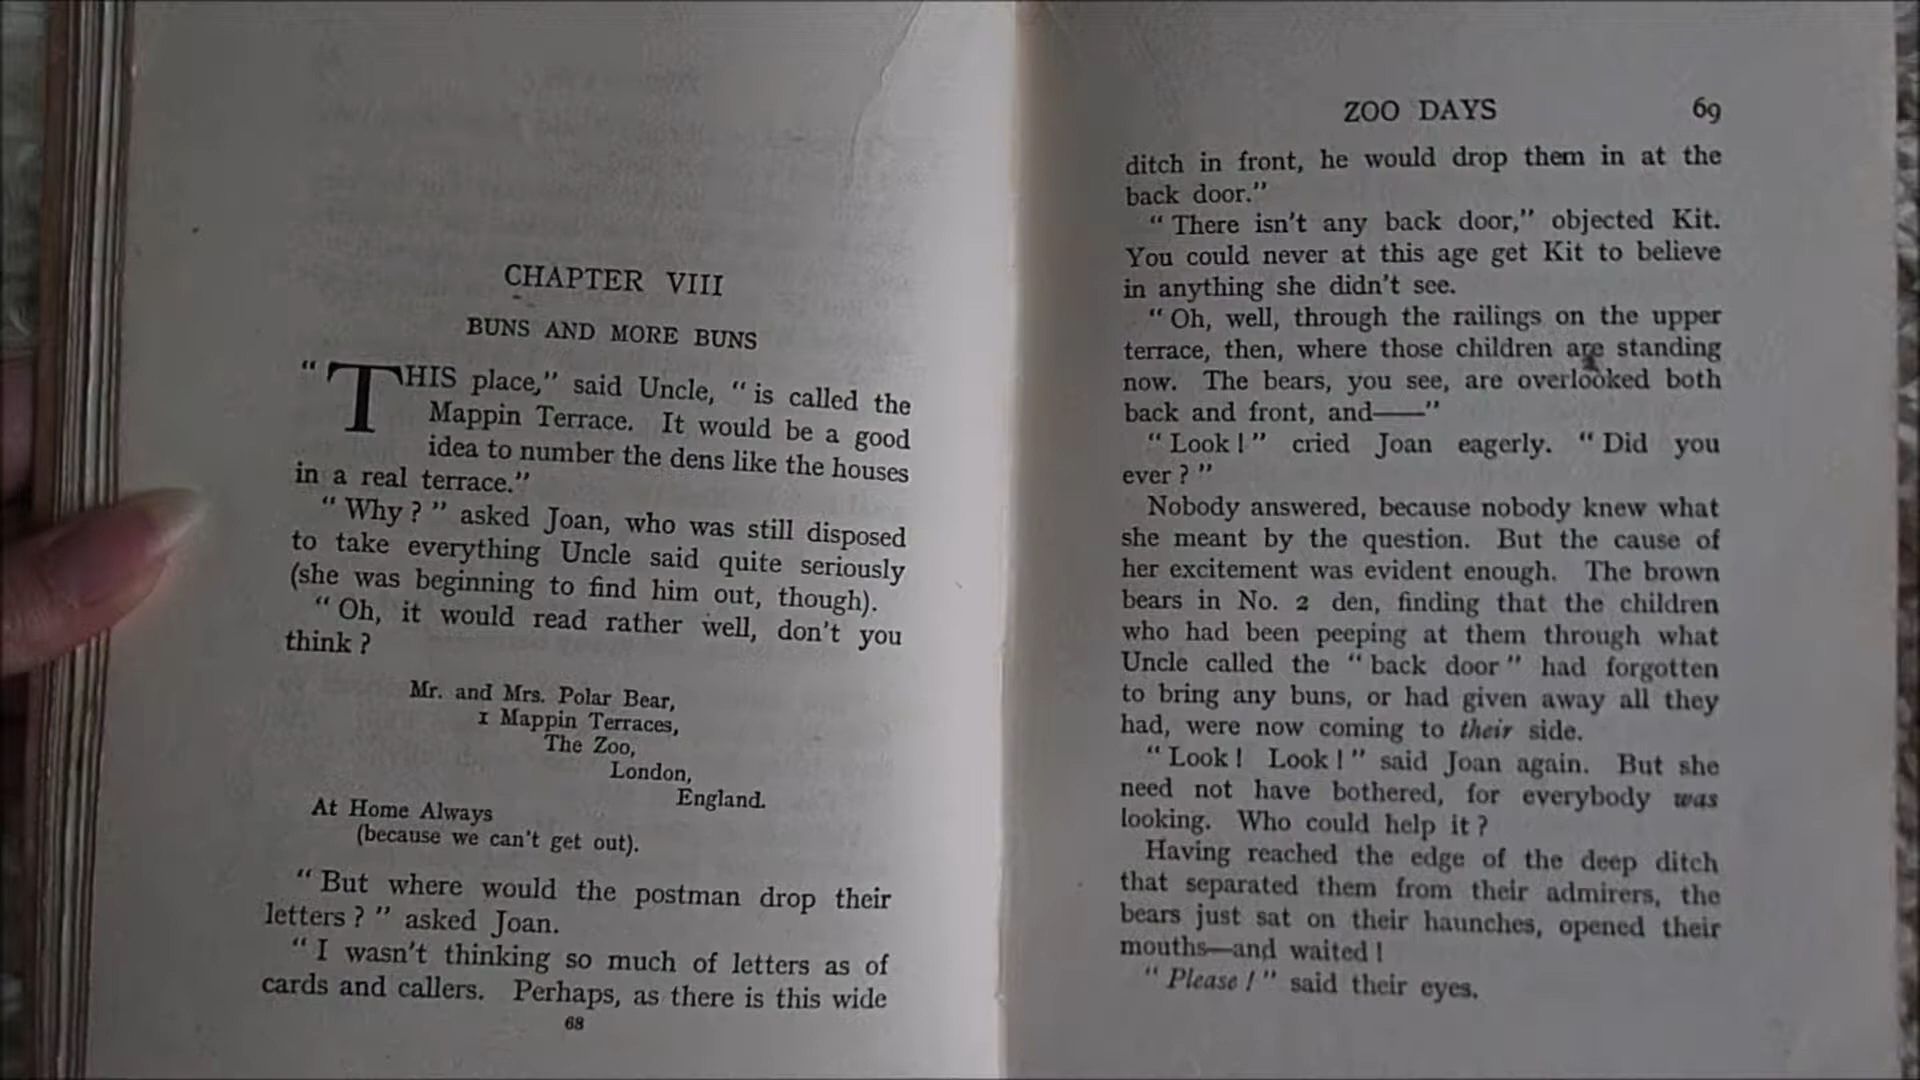 CHAPTER VIII
BUNS AND MORE BUNS
“THIS place,” said Uncle, “is called the
Mappin Terrace. It would be a good
idea to number the dens like the houses
in a real terrace.”
“Why?” asked Joan, who was still disposed
to take everything Uncle said quite seriously
(she was beginning to find him out, though).
“Oh, it would read rather well, don't you
think?
Mr. and Mrs. Polar Bear,
1 Mappin Terraces,
The Zoo,
London,
England.
At Home Always
(because we can't get out).
“But where would the postman drop their
letters?” asked Joan.
“I wasn't thinking so much of letters as of
cards and callers. Perhaps, as there is this wide
68
ZOO DAYS 69
ditch in front, he would drop them in at the
back door.”
“There isn't any back door,” objected Kit.
You could never at this age get Kit to believe
in anything she didn't see.
“Oh, well, through the railings on the upper
terrace, then, where those children are standing
now. The bears, you see, are overlooked both
back and front, and——”
“Look!” cried Joan eagerly. “Did you
ever?”
Nobody answered, because nobody knew what
she meant by the question. But the cause of
her excitement was evident enough. The brown
bears in No. 2 den, finding that the children
who had been peeping at them through what
Uncle called the “back door” had forgotten
to bring any buns, or had given away all they
had, were now coming to their side.
“Look! Look!” said Joan again. But she
need not have bothered, for everybody was
looking. Who could help it?
Having reached the edge of the deep ditch
that separated them from their admirers, the
bears just sat on their haunches, opened their
mouths—and waited!
“Please!” said their eyes.